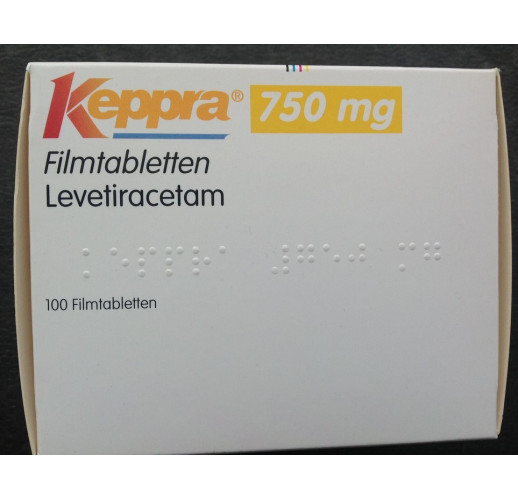 Keppra® 750 mg
Filmtabletten
Levetiracetam
⠅⠑⠏⠏⠗⠁ ⠼⠛⠑⠚ ⠍⠛
100 Filmtabletten